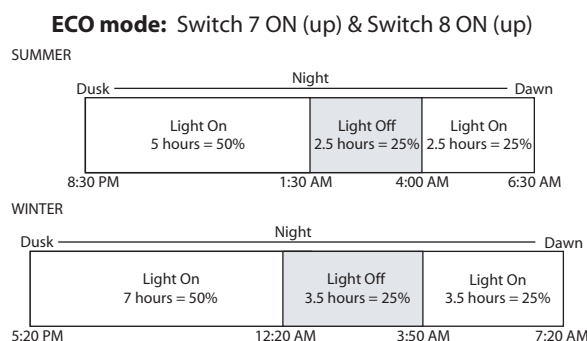 ECO mode: Switch 7 ON (up) & Switch 8 ON (up)
SUMMER
Night
Dusk
Dawn
Light On
5 hours = 50%
Light Off
2.5 hours = 25%
Light On
2.5 hours = 25%
8:30 PM
1:30 AM
4:00 AM
6:30 AM
WINTER
Night
Dusk
Dawn
Light On
7 hours = 50%
Light Off
3.5 hours = 25%
Light On
3.5 hours = 25%
5:20 PM
12:20 AM
3:50 AM
7:20 AM